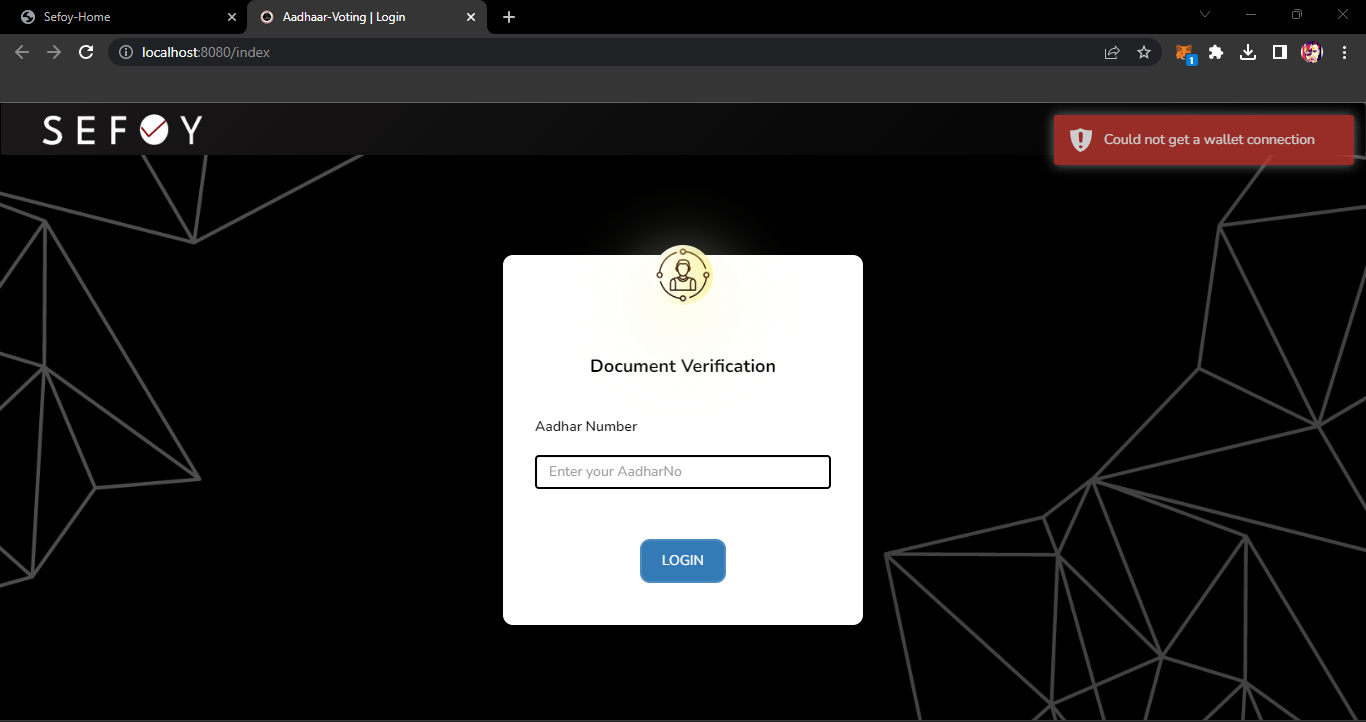 Sefoy-Home
Aadhaar-Voting | Login
localhost:8080/index
1
SEFOY
Could not get a wallet connection
Document Verification
Aadhar Number
Enter your AadharNo
LOGIN